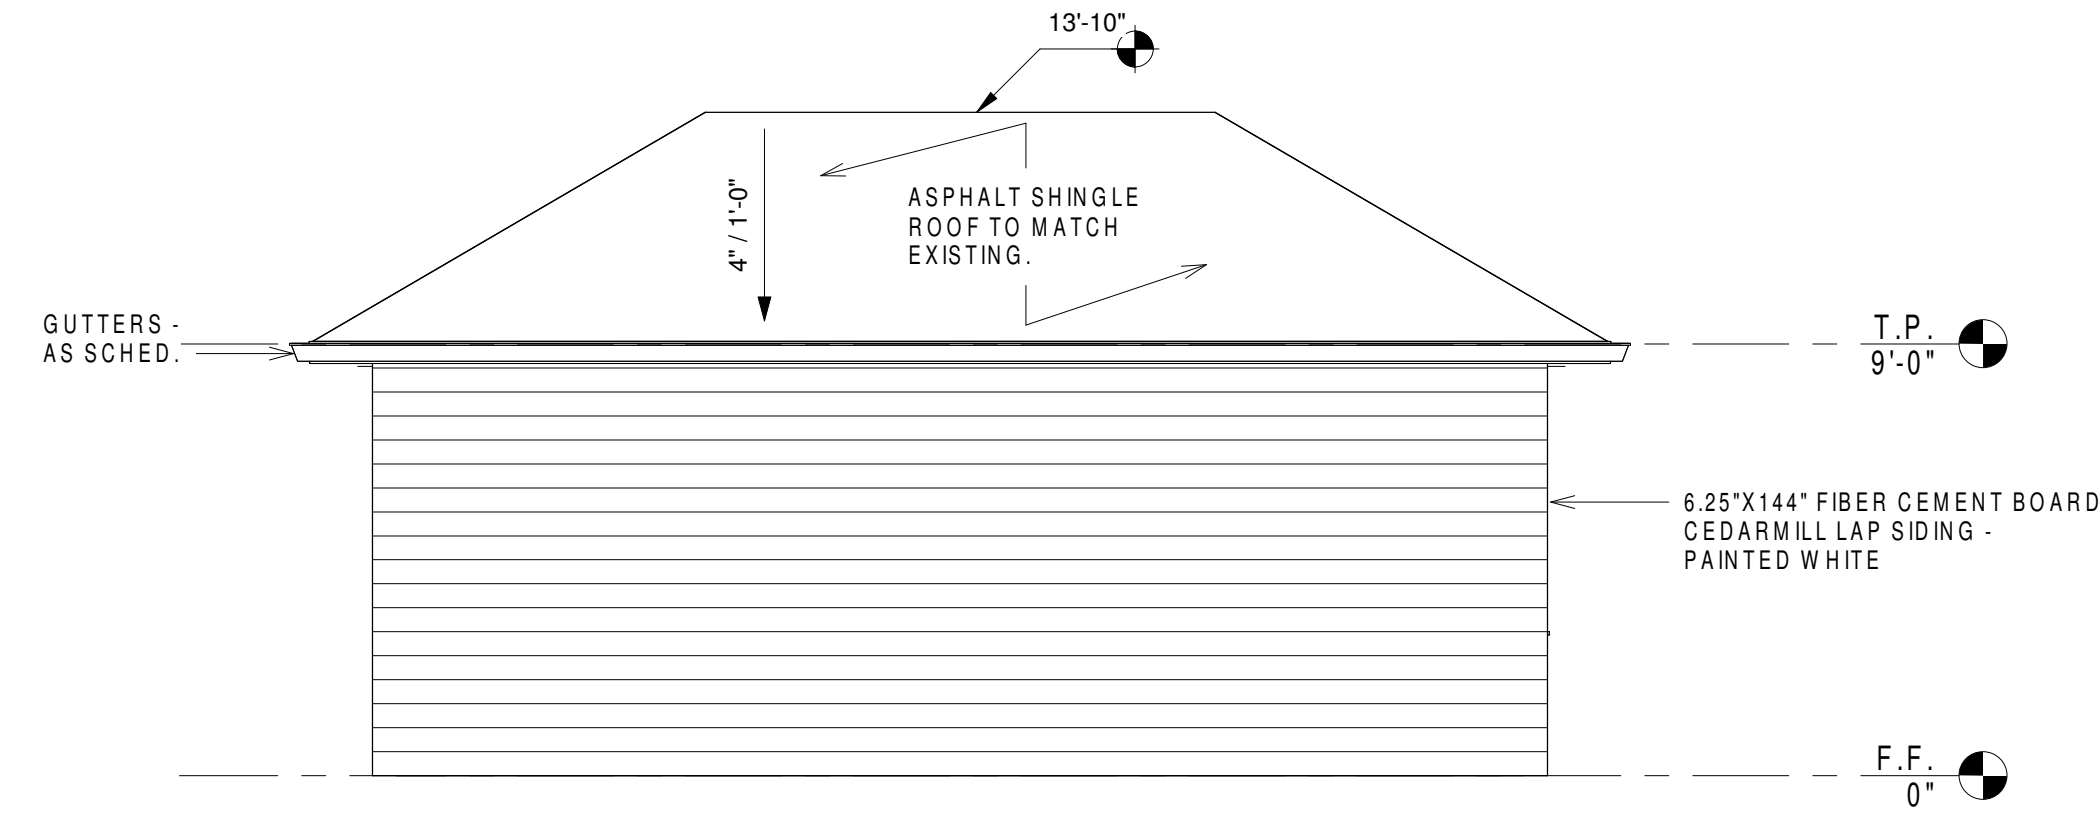 13'-10"
4" / 1'-0"
ASPHALT SHINGLE
ROOF TO MATCH
EXISTING.
GUTTERS -
AS SCHED.
T.P.
9'-0"
6.25"X144" FIBER CEMENT BOARD
CEDARMILL LAP SIDING -
PAINTED WHITE
F.F.
0"